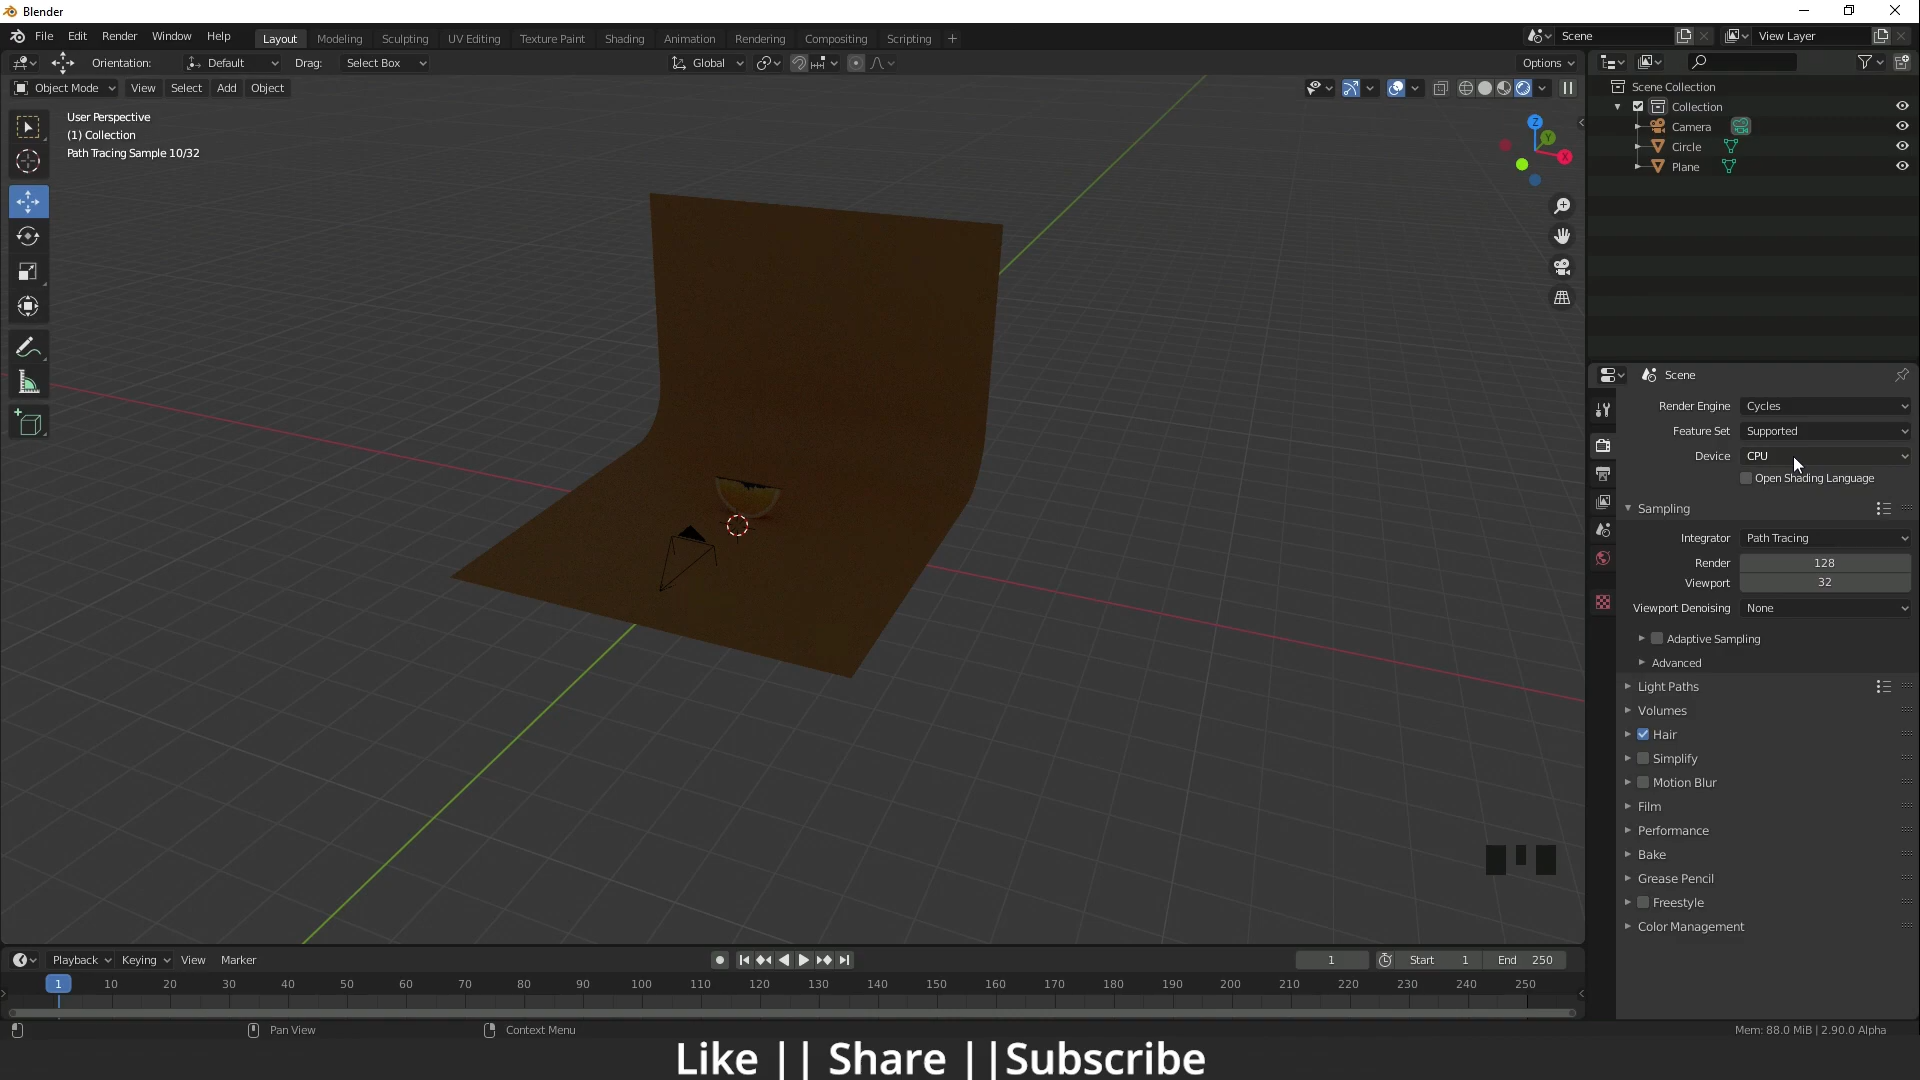 Blender
File Edit Render Window Help Layout Modeling Sculpting UV Editing Texture Paint Shading Animation Rendering Compositing Scripting + Scene View Layer
Orientation: Default Drag: Select Box Global Options
Object Mode View Select Add Object
User Perspective
(1) Collection
Path Tracing Sample 10/32
Z
Y
X
Scene Collection
Collection
Camera
Circle
Plane
Scene
Render Engine Cycles
Feature Set Supported
Device CPU
Open Shading Language
Sampling
Integrator Path Tracing
Render 128
Viewport 32
Viewport Denoising None
Adaptive Sampling
Advanced
Light Paths
Volumes
Hair
Simplify
Motion Blur
Film
Performance
Bake
Grease Pencil
Freestyle
Color Management
Playback Keying View Marker 1 Start 1 End 250
1 10 20 30 40 50 60 70 80 90 100 110 120 130 140 150 160 170 180 190 200 210 220 230 240 250
Pan View Context Menu Mem: 88.0 MiB | 2.90.0 Alpha
Like || Share ||Subscribe